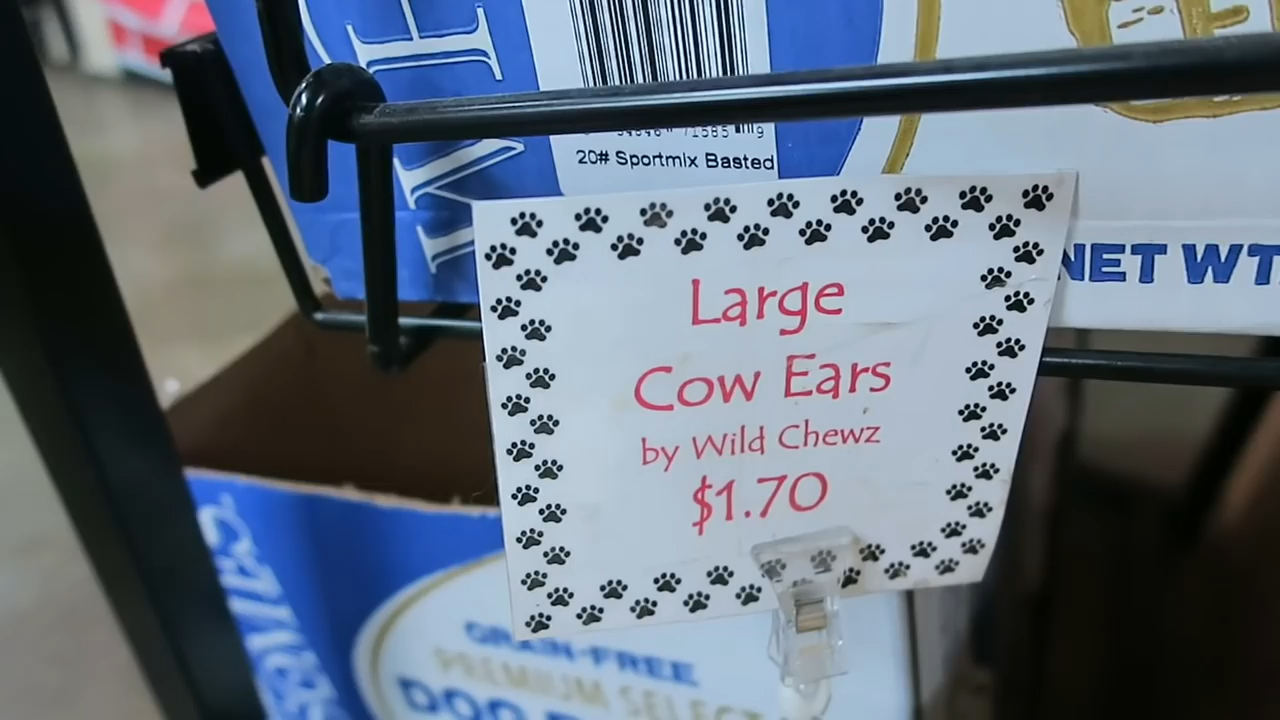 20# Sportmix Basted
NET WT.
Large
Cow Ears
by Wild Chewz
$1.70
GRAIN-FREE
PREMIUM SELECT